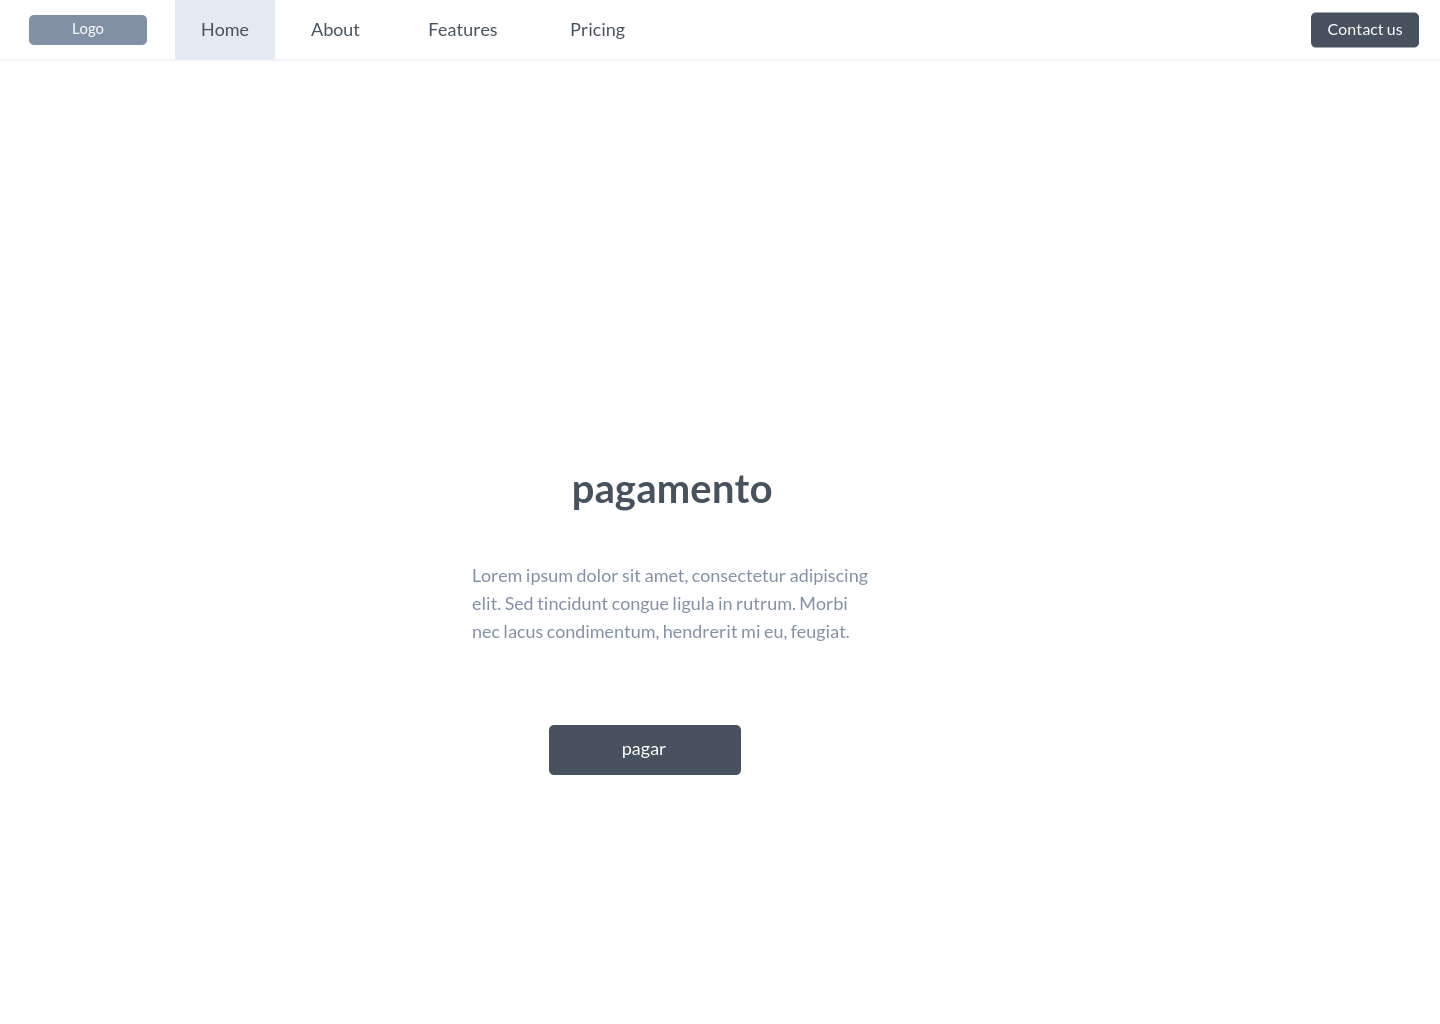 Logo
Home
About
Features
Pricing
Contact us
pagamento
Lorem ipsum dolor sit amet, consectetur adipiscing
elit. Sed tincidunt congue ligula in rutrum. Morbi
nec lacus condimentum, hendrerit mi eu, feugiat.
pagar